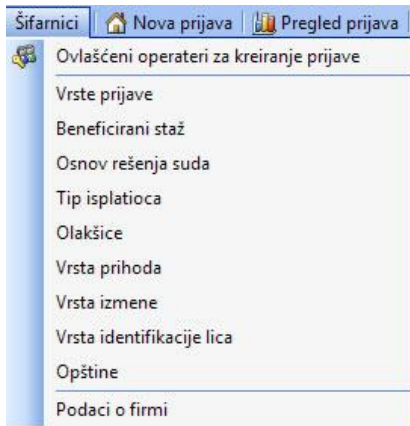 Šifarnici Nova prijava Pregled prijava
Ovlašćeni operateri za kreiranje prijave
Vrste prijave
Beneficirani staž
Osnov rešenja suda
Tip isplatioca
Olakšice
Vrsta prihoda
Vrsta izmene
Vrsta identifikacije lica
Opštine
Podaci o firmi